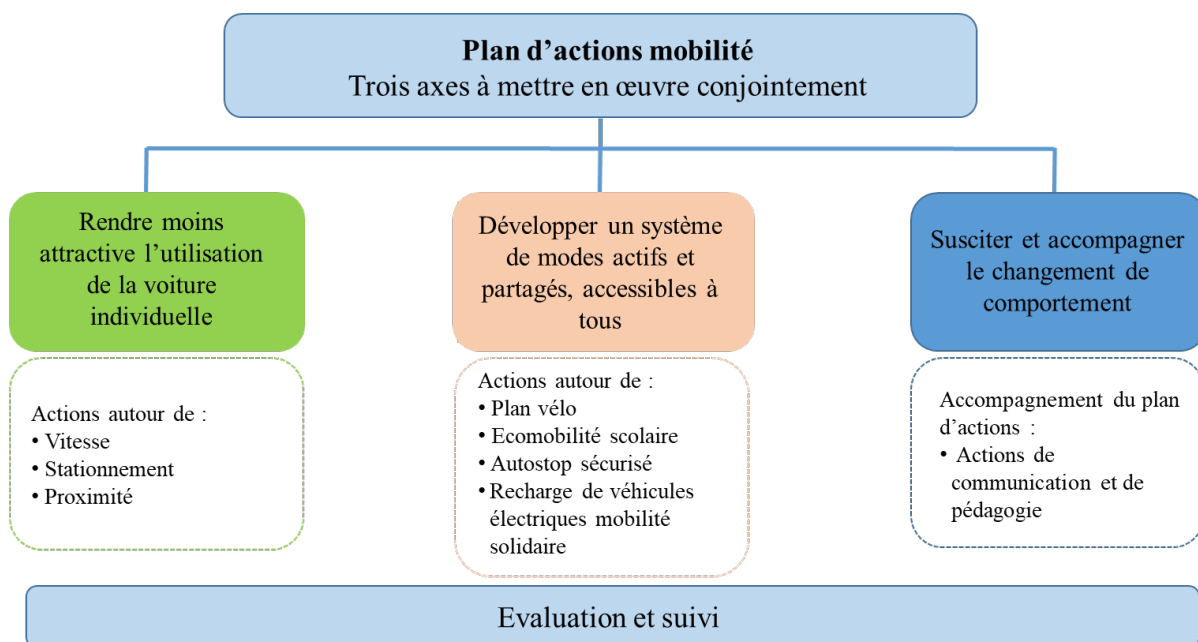 Plan d’actions mobilité
Trois axes à mettre en œuvre conjointement
Rendre moins
attractive l’utilisation
de la voiture
individuelle
Actions autour de :
• Vitesse
• Stationnement
• Proximité
Développer un système
de modes actifs et
partagés, accessibles à
tous
Actions autour de :
• Plan vélo
• Ecomobilité scolaire
• Autostop sécurisé
• Recharge de véhicules
électriques mobilité
solidaire
Susciter et accompagner
le changement de
comportement
Accompagnement du plan
d’actions :
• Actions de
communication et de
pédagogie
Evaluation et suivi